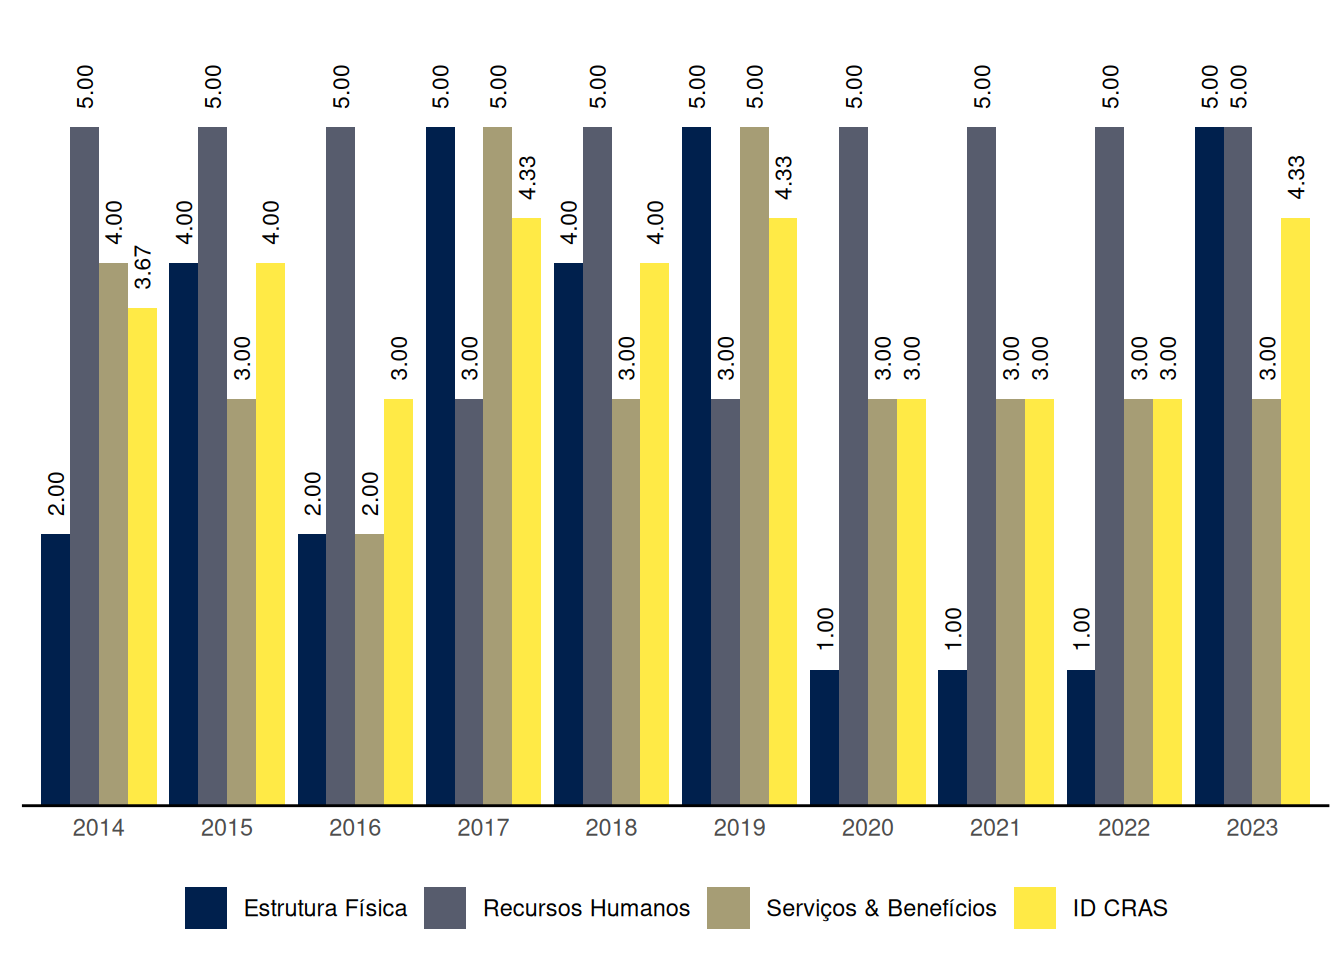 5.00 5.00 5.00 5.00 5.00 5.00 5.00 5.00 5.00 5.00 5.00 5.00 5.00
4.33 4.33 4.33
4.00 4.00 4.00 4.00 4.00
3.67
3.00 3.00 3.00 3.00 3.00 3.00 3.00 3.00 3.00 3.00 3.00 3.00
2.00 2.00 2.00
1.00 1.00 1.00
2014 2015 2016 2017 2018 2019 2020 2021 2022 2023
Estrutura Física Recursos Humanos Serviços & Benefícios ID CRAS